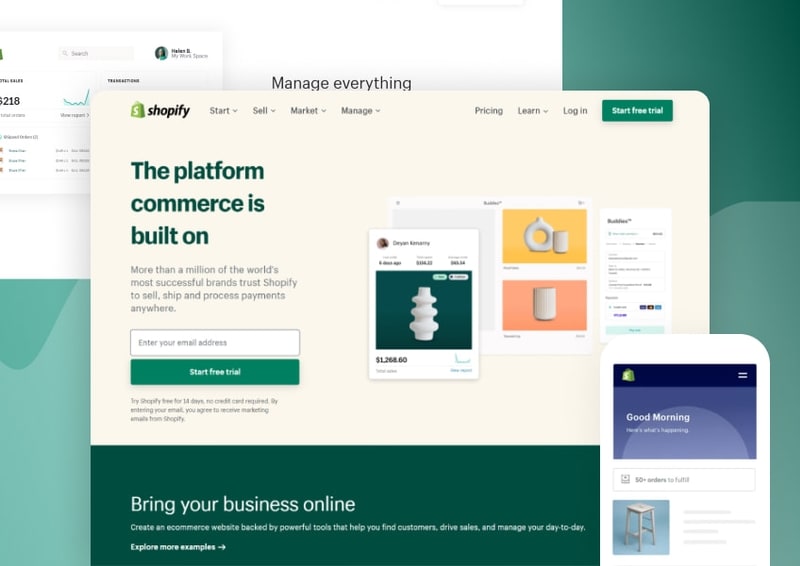 Search
Helen B.
My Work Space
TOTAL SALES
TRANSACTIONS
$218
Total orders
View report
Manage everything
shopify
Start
Sell
Market
Manage
Pricing
Learn
Log in
Start free trial
The platform
commerce is
built on
More than a million of the world's
most successful brands trust Shopify
to sell, ship and process payments
anywhere.
Enter your email address
Start free trial
Try Shopify free for 14 days, no credit card required. By
entering your email, you agree to receive marketing
emails from Shopify.
Buddies™
Buddies™
$1,268.60
Total sales
View report
Good Morning
Here's what's happening.
50+ orders to fulfill
Bring your business online
Create an ecommerce website backed by powerful tools that help you find customers, drive sales, and manage your day-to-day.
Explore more examples →